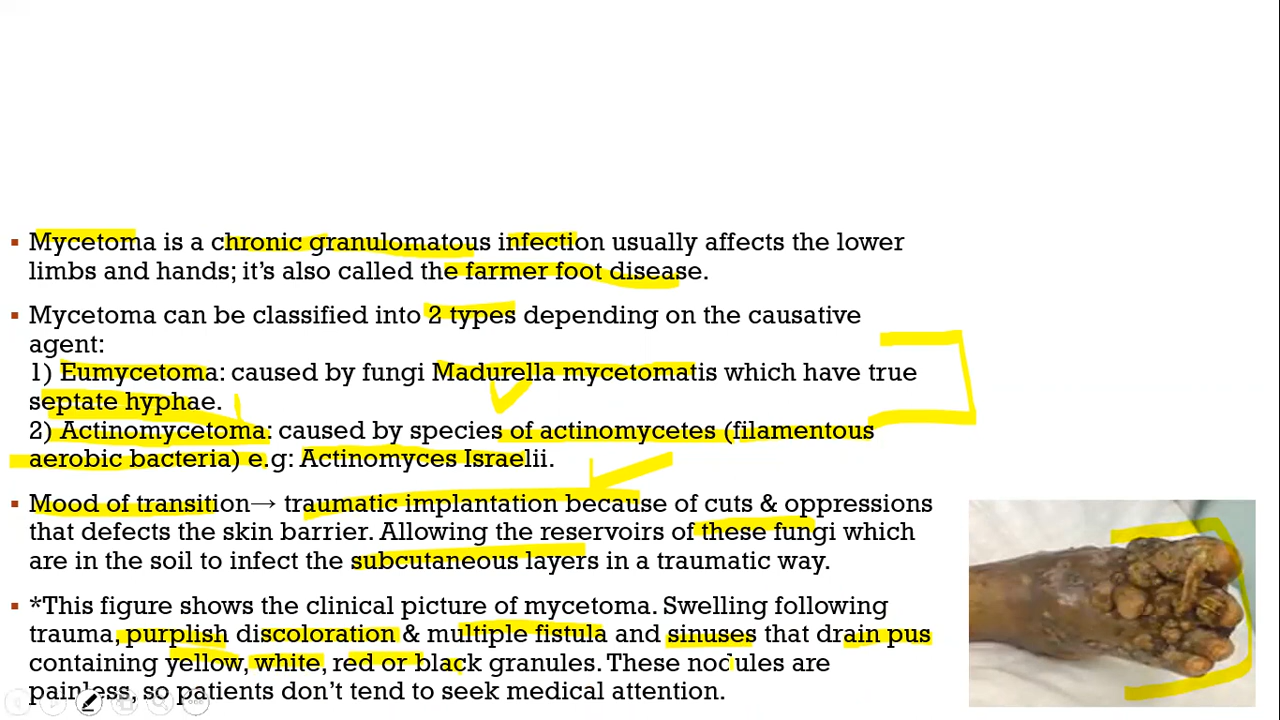 Mycetoma is a chronic granulomatous infection usually affects the lower
limbs and hands; it's also called the farmer foot disease.
Mycetoma can be classified into 2 types depending on the causative
agent:
1) Eumycetoma: caused by fungi Madurella mycetomatis which have true
septate hyphae.
2) Actinomycetoma: caused by species of actinomycetes (filamentous
aerobic bacteria) e.g: Actinomyces Israelii.
Mood of transition→ traumatic implantation because of cuts & oppressions
that defects the skin barrier. Allowing the reservoirs of these fungi which
are in the soil to infect the subcutaneous layers in a traumatic way.
*This figure shows the clinical picture of mycetoma. Swelling following
trauma, purplish discoloration & multiple fistula and sinuses that drain pus
containing yellow, white, red or black granules. These nodules are
painless, so patients don't tend to seek medical attention.